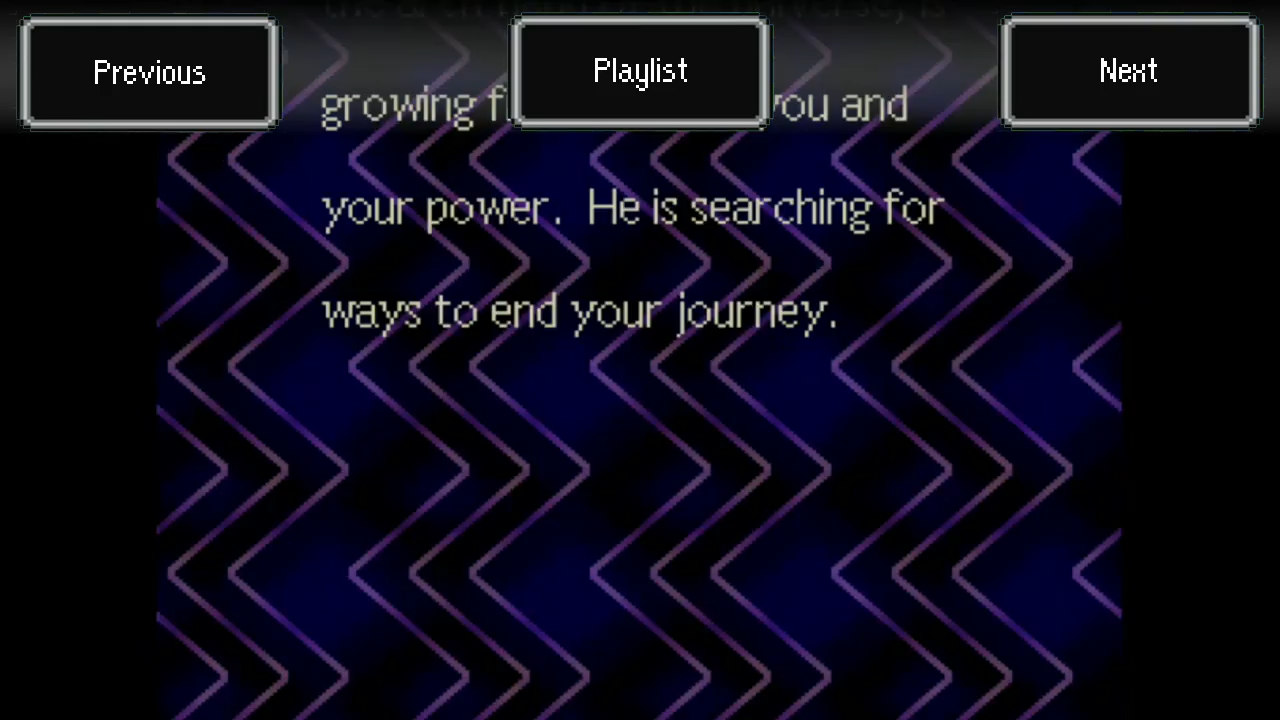 Previous
Playlist
Next
growing you and
your power. He is searching for
ways to end your journey.